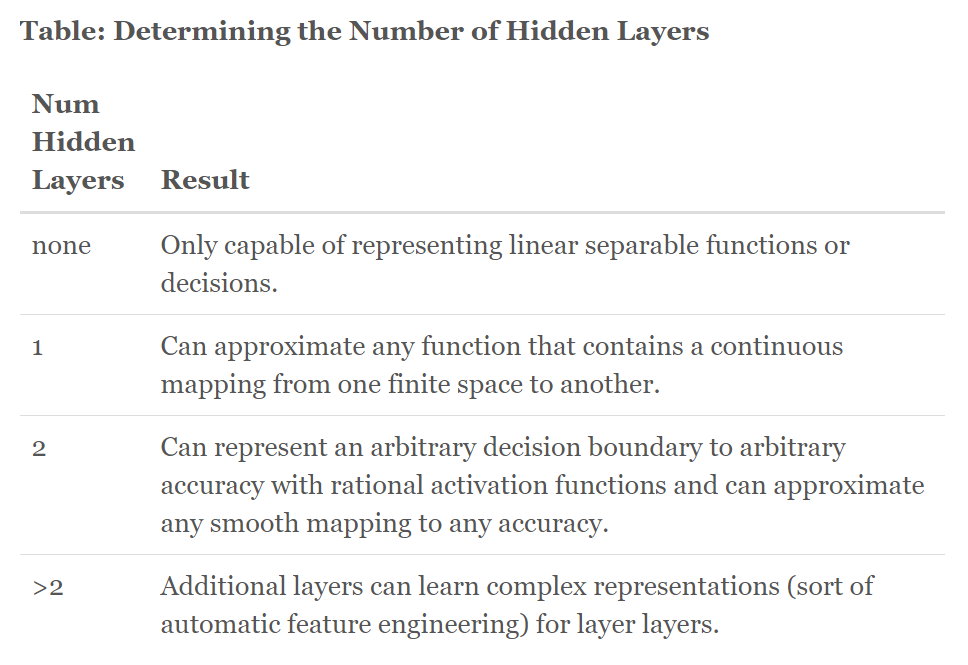 Table: Determining the Number of Hidden Layers
Num
Hidden
Layers Result
none Only capable of representing linear separable functions or
decisions.
1 Can approximate any function that contains a continuous
mapping from one finite space to another.
2 Can represent an arbitrary decision boundary to arbitrary
accuracy with rational activation functions and can approximate
any smooth mapping to any accuracy.
>2 Additional layers can learn complex representations (sort of
automatic feature engineering) for layer layers.